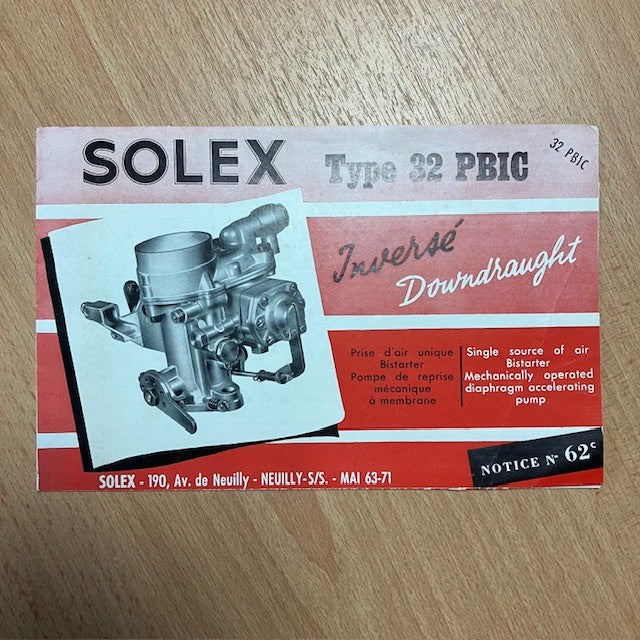 SOLEX Type 32 PBIC
32 PBIC
Inversé
Downdraught
Prise d'air unique
Bistarter
Pompe de reprise
mécanique
à membrane
Single source of air
Bistarter
Mechanically operated
diaphragm accelerating
pump
NOTICE No 62c
SOLEX - 190, Av. de Neuilly - NEUILLY-S/S. - MAI 63-71